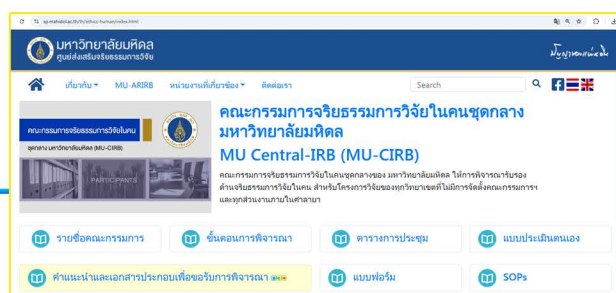 sp.mahidol.ac.th/th/ethics-human/index.html
มหาวิทยาลัยมหิดล
ศูนย์ส่งเสริมจริยธรรมการวิจัย
ปัญญาของแผ่นดิน
เกี่ยวกับ MU-ARIRB หน่วยงานที่เกี่ยวข้อง ติดต่อเรา Search
คณะกรรมการจริยธรรมการวิจัยในคน
ชุดกลาง มหาวิทยาลัยมหิดล (MU-CIRB)
PARTICIPANTS
คณะกรรมการจริยธรรมการวิจัยในคนชุดกลาง
มหาวิทยาลัยมหิดล
MU Central-IRB (MU-CIRB)
คณะกรรมการจริยธรรมการวิจัยในคนชุดกลางของ มหาวิทยาลัยมหิดล ให้การพิจารณารับรอง
ด้านจริยธรรมการวิจัยในคน สำหรับโครงการวิจัยของทุกวิทยาเขตที่ไม่มีการจัดตั้งคณะกรรมการฯ
และทุกส่วนงานภายในศาลายา
รายชื่อคณะกรรมการ ขั้นตอนการพิจารณา ตารางการประชุม แบบประเมินตนเอง
คำแนะนำและเอกสารประกอบเพื่อขอรับการพิจารณา แบบฟอร์ม SOPs